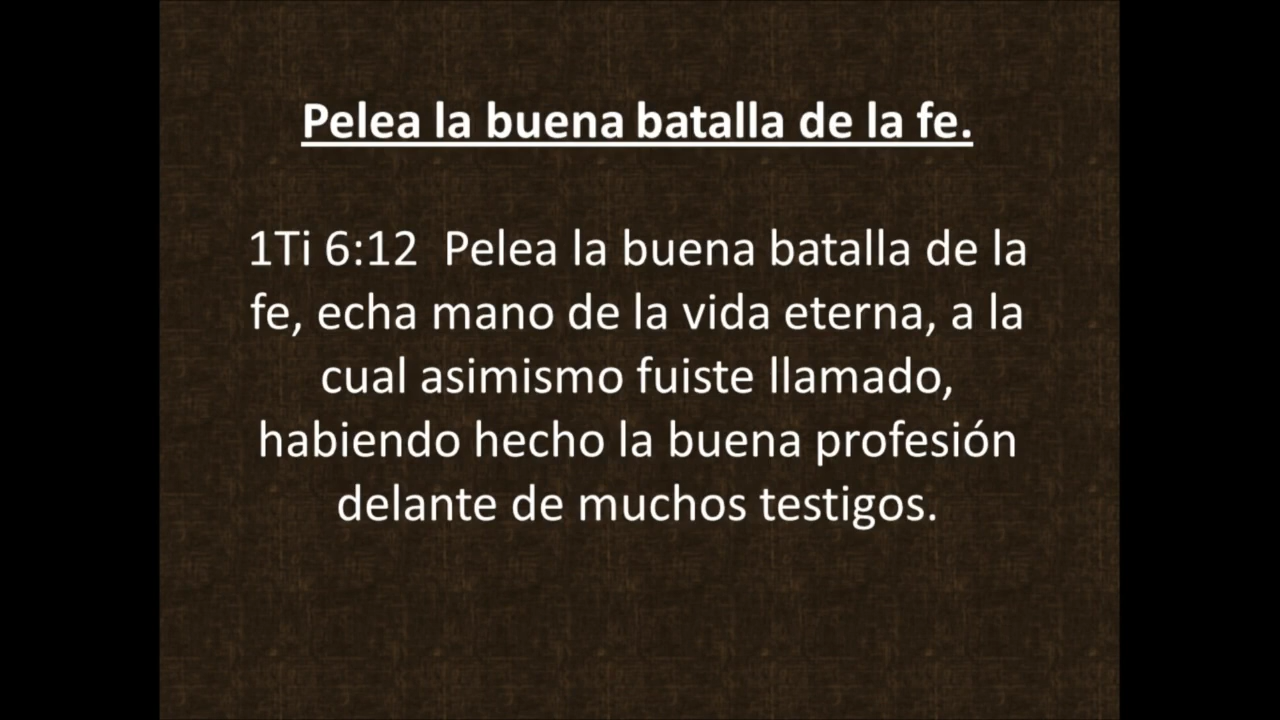 Pelea la buena batalla de la fe.
1Ti 6:12  Pelea la buena batalla de la
fe, echa mano de la vida eterna, a la
cual asimismo fuiste llamado,
habiendo hecho la buena profesión
delante de muchos testigos.